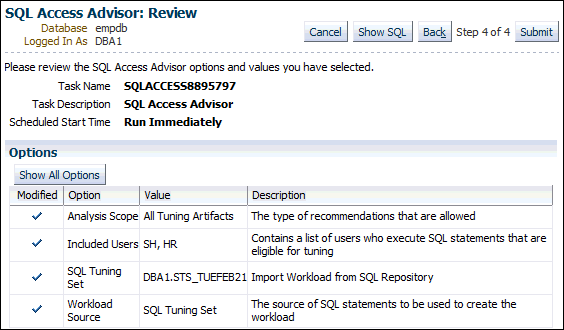 SQL Access Advisor: Review
Database empdb
Logged In As DBA1
Cancel Show SQL Back Step 4 of 4 Submit
Please review the SQL Access Advisor options and values you have selected.
Task Name SQLACCESS8895797
Task Description SQL Access Advisor
Scheduled Start Time Run Immediately
Options
Show All Options
Modified Option Value Description
Analysis Scope All Tuning Artifacts The type of recommendations that are allowed
Included Users SH, HR Contains a list of users who execute SQL statements that are
eligible for tuning
SQL Tuning
Set DBA1.STS_TUEFEB21 Import Workload from SQL Repository
Workload
Source SQL Tuning Set The source of SQL statements to be used to create the
workload